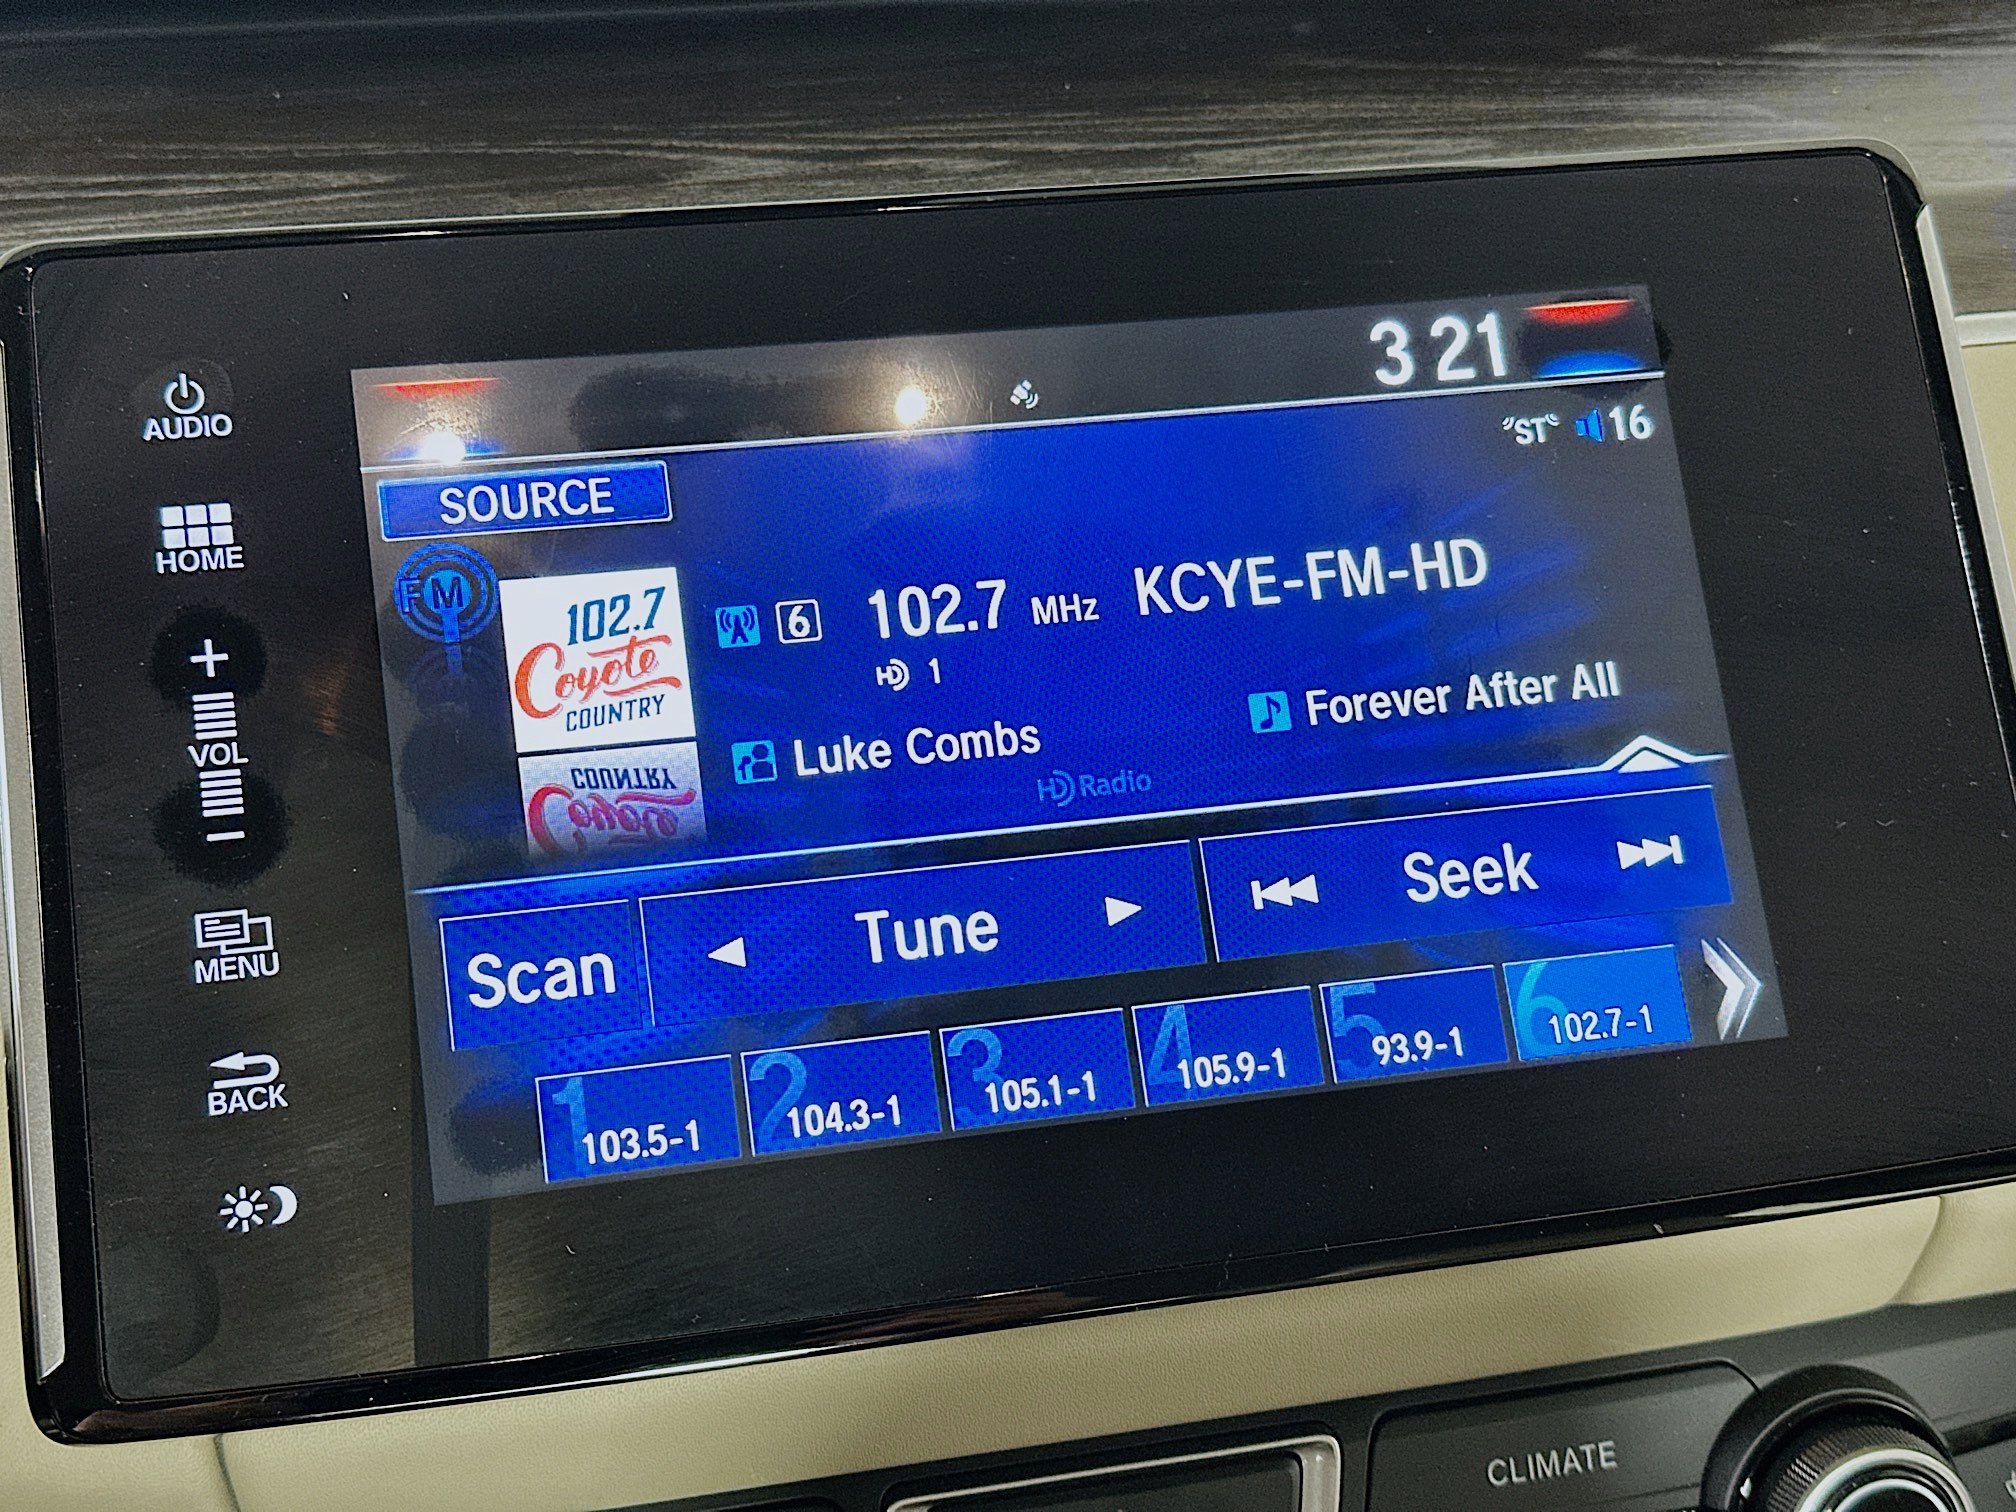 3 21
"ST" 16
AUDIO
SOURCE
HOME
FM
102.7
Coyote
COUNTRY
6 102.7 MHz KCYE-FM-HD
HD 1
Luke Combs
Forever After All
HD Radio
+
VOL
-
COUNTRY
Coyote
Scan Tune Seek
MENU
1 103.5-1
2 104.3-1
3 105.1-1
4 105.9-1
5 93.9-1
6 102.7-1
BACK
CLIMATE